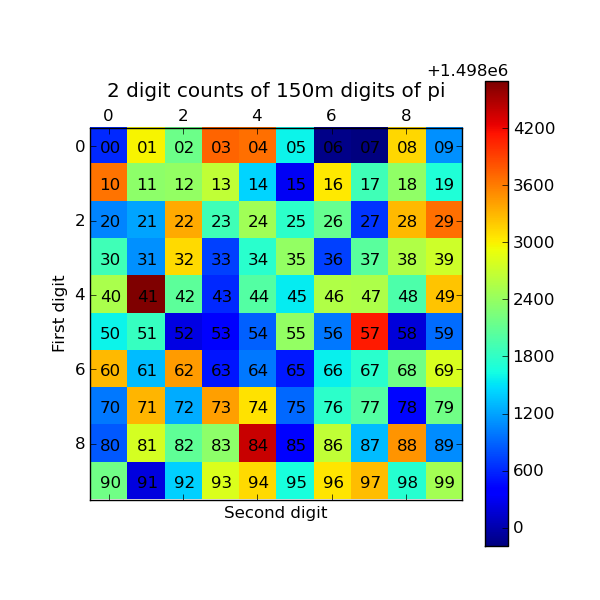 +1.498e6
2 digit counts of 150m digits of pi
0 2 4 6 8
0 00 01 02 03 04 05 06 07 08 09 4200
10 11 12 13 14 15 16 17 18 19 3600
2 20 21 22 23 24 25 26 27 28 29
30 31 32 33 34 35 36 37 38 39 3000
4 40 41 42 43 44 45 46 47 48 49 2400
50 51 52 53 54 55 56 57 58 59 1800
6 60 61 62 63 64 65 66 67 68 69
70 71 72 73 74 75 76 77 78 79 1200
8 80 81 82 83 84 85 86 87 88 89 600
90 91 92 93 94 95 96 97 98 99
First digit
Second digit
0